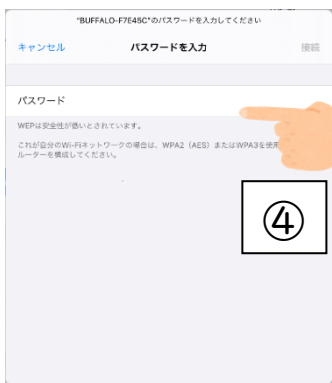 "BUFFALO-F7E45C"のパスワードを入力してください
キャンセル パスワードを入力 接続
パスワード
WEPは安全性が低いとされています。
これが自分のWi-Fiネットワークの場合は、WPA2（AES）またはWPA3を使用
ルーターを構成してください。
④